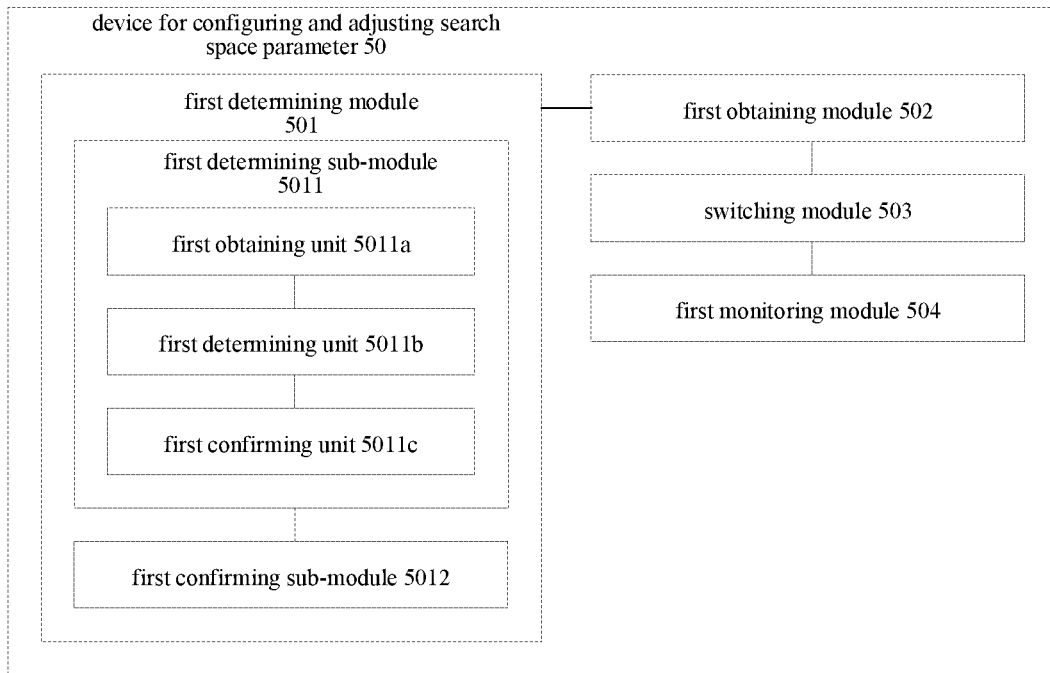 device for configuring and adjusting search
space parameter 50
first determining module
501
first determining sub-module
5011
first obtaining unit 5011a
first determining unit 5011b
first confirming unit 5011c
first confirming sub-module 5012
first obtaining module 502
switching module 503
first monitoring module 504